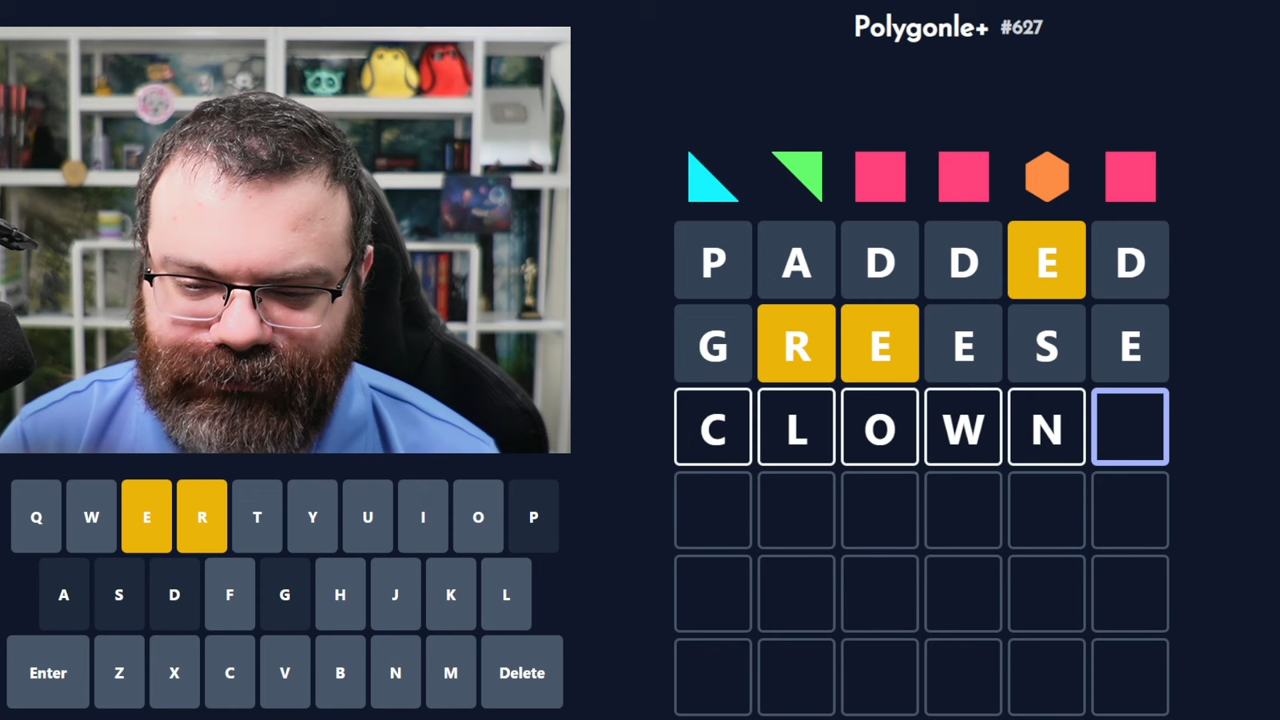 Polygonle+ #627
P A D D E D
G R E E S E
C L O W N
Q W E R T Y U I O P
A S D F G H J K L
Enter Z X C V B N M Delete